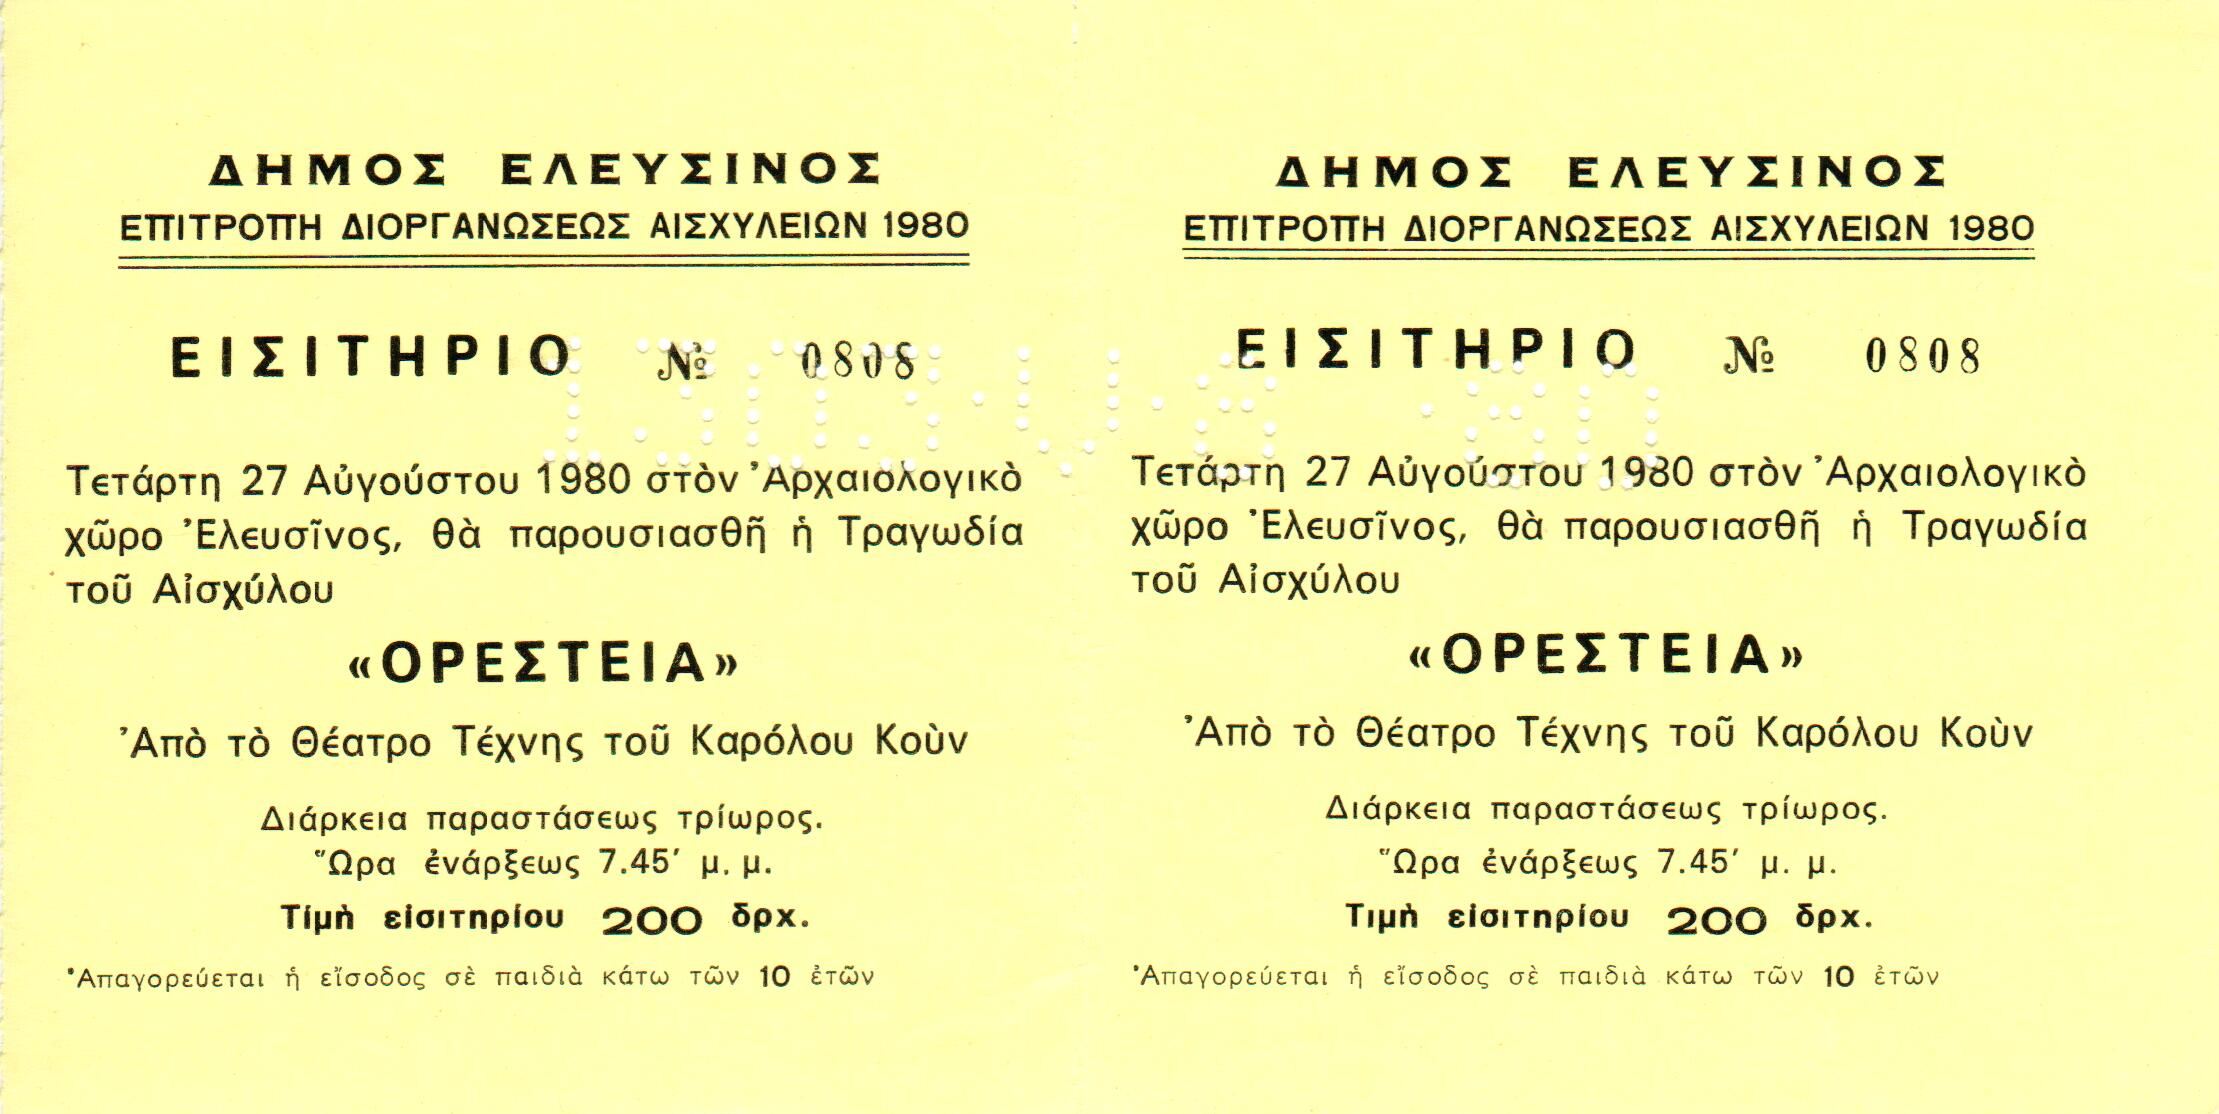 ΔΗΜΟΣ ΕΛΕΥΣΙΝΟΣ
ΕΠΙΤΡΟΠΗ ΔΙΟΡΓΑΝΩΣΕΩΣ ΑΙΣΧΥΛΕΙΩΝ 1980
ΕΙΣΙΤΗΡΙΟ № 0808
Τετάρτη 27 Αὐγούστου 1980 στὸν Ἀρχαιολογικὸ
χῶρο Ἐλευσῖνος, θὰ παρουσιασθῆ ἡ Τραγωδία
τοῦ Αἰσχύλου
«ΟΡΕΣΤΕΙΑ»
Ἀπὸ τὸ Θέατρο Τέχνης τοῦ Καρόλου Κοὺν
Διάρκεια παραστάσεως τρίωρος.
Ὥρα ἐνάρξεως 7.45′ μ. μ.
Τίμὴ εἰσιτηρίου 200 δρχ.
Ἀπαγορεύεται ἡ εἴσοδος σὲ παιδιὰ κάτω τῶν 10 ἐτῶν
ΔΗΜΟΣ ΕΛΕΥΣΙΝΟΣ
ΕΠΙΤΡΟΠΗ ΔΙΟΡΓΑΝΩΣΕΩΣ ΑΙΣΧΥΛΕΙΩΝ 1980
ΕΙΣΙΤΗΡΙΟ № 0808
Τετάρτη 27 Αὐγούστου 1980 στὸν Ἀρχαιολογικὸ
χῶρο Ἐλευσῖνος, θὰ παρουσιασθῆ ἡ Τραγωδία
τοῦ Αἰσχύλου
«ΟΡΕΣΤΕΙΑ»
Ἀπὸ τὸ Θέατρο Τέχνης τοῦ Καρόλου Κοὺν
Διάρκεια παραστάσεως τρίωρος.
Ὥρα ἐνάρξεως 7.45′ μ. μ.
Τιμὴ εἰσιτηρίου 200 δρχ.
Ἀπαγορεύεται ἡ εἴσοδος σὲ παιδιὰ κάτω τῶν 10 ἐτῶν